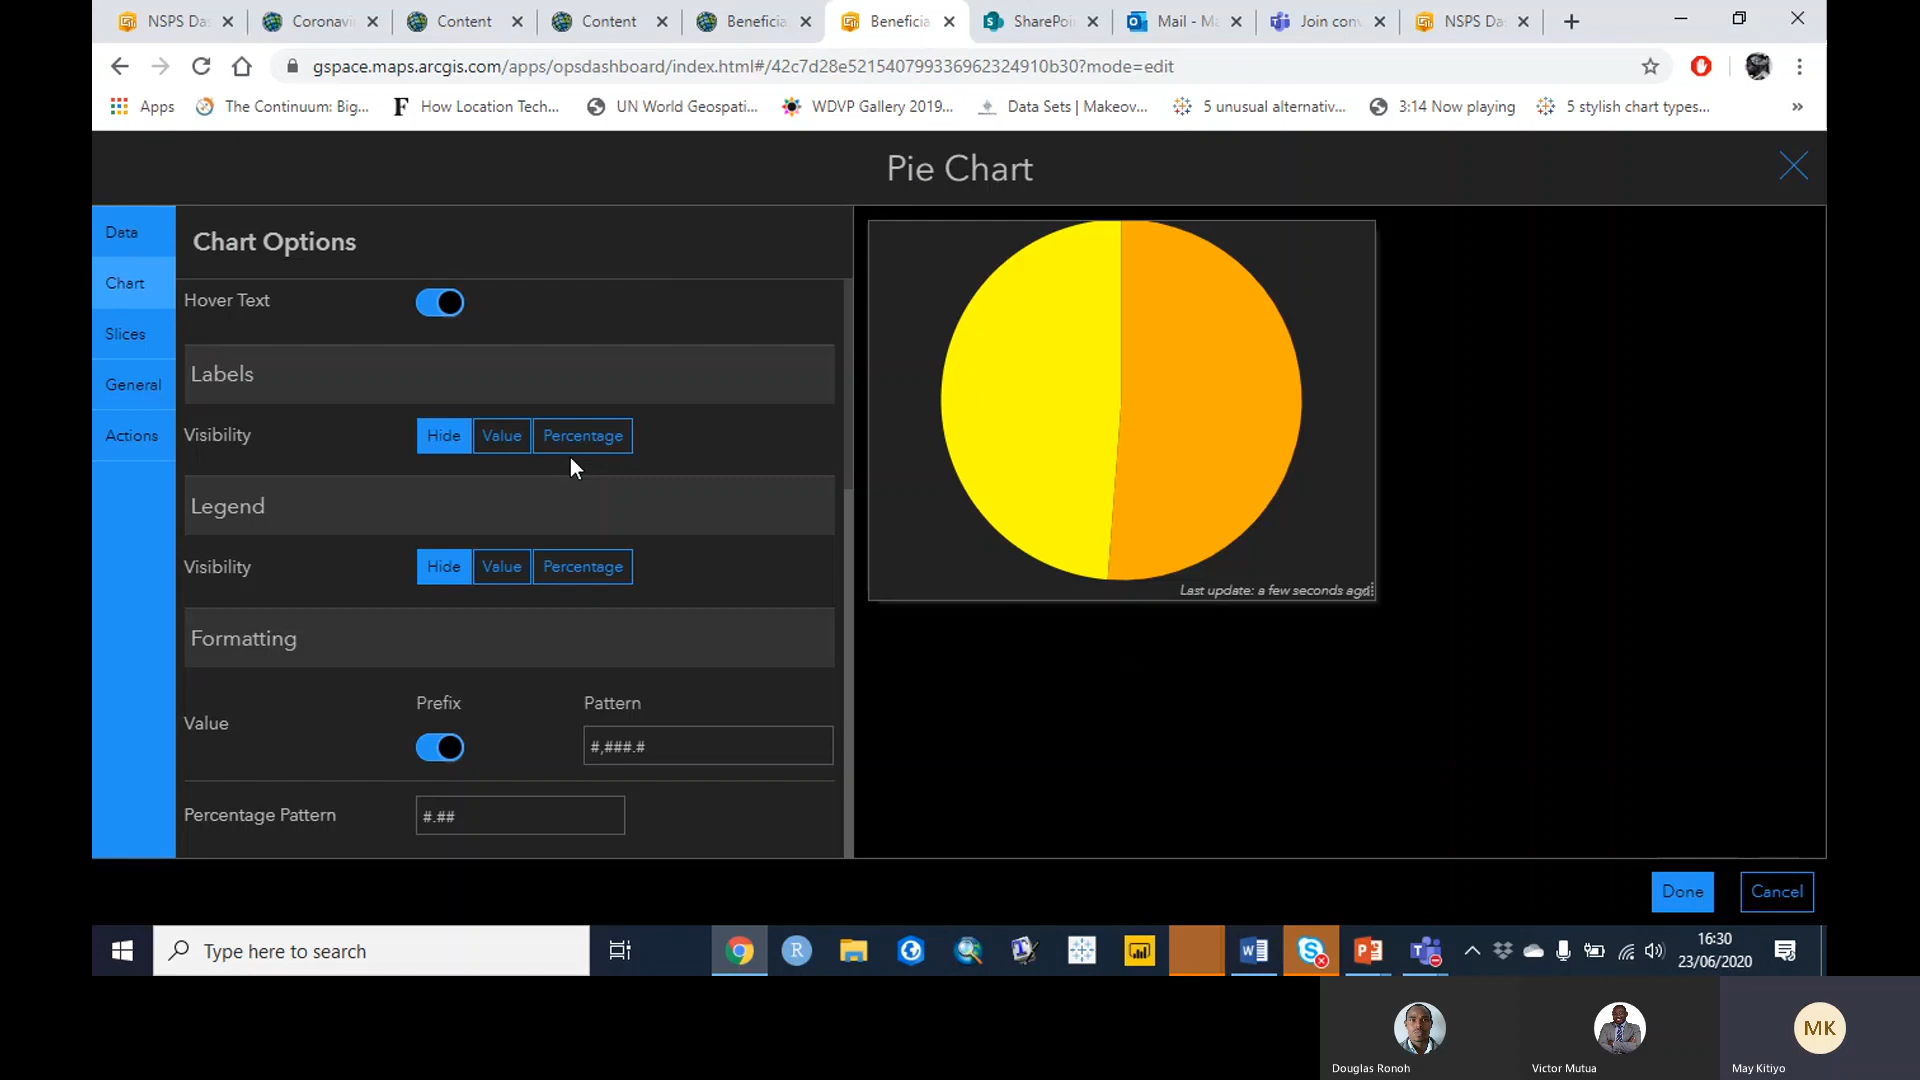 NSPS Da
Coronavi
Content
Content
Beneficia
Beneficia
SharePoi
Mail - M
Join con
NSPS Da
gspace.maps.arcgis.com/apps/opsdashboard/index.html#/42c7d28e521540799336962324910b30?mode=edit
Apps
The Continuum: Big...
How Location Tech...
UN World Geospati...
WDVP Gallery 2019...
Data Sets | Makeov...
5 unusual alternativ...
3:14 Now playing
5 stylish chart types...
»
Pie Chart
Data
Chart
Slices
General
Actions
Chart Options
Hover Text
Labels
Visibility
Hide Value Percentage
Legend
Visibility
Hide Value Percentage
Formatting
Prefix Pattern
Value
#,###.#
Percentage Pattern
#.##
Last update: a few seconds ago
Done Cancel
Type here to search
16:30
23/06/2020
MK
Douglas Ronoh
Victor Mutua
May Kitiyo